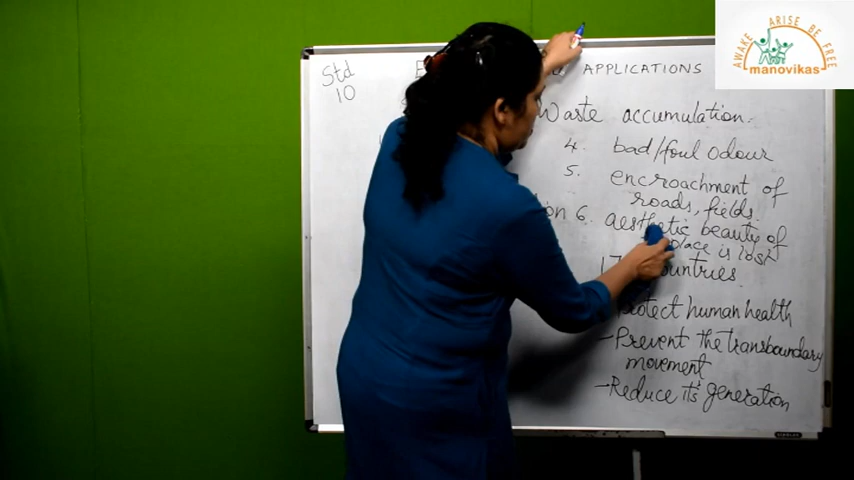 AWAKE ARISE BE FREE
manovikas
Std
10
APPLICATIONS
Waste accumulation:
4. bad/foul odour
5. encroachment of
roads, fields.
6. aesthetic beauty of
place is lost
countries.
Protect human health
- Prevent the transboundary
movement
- Reduce its generation